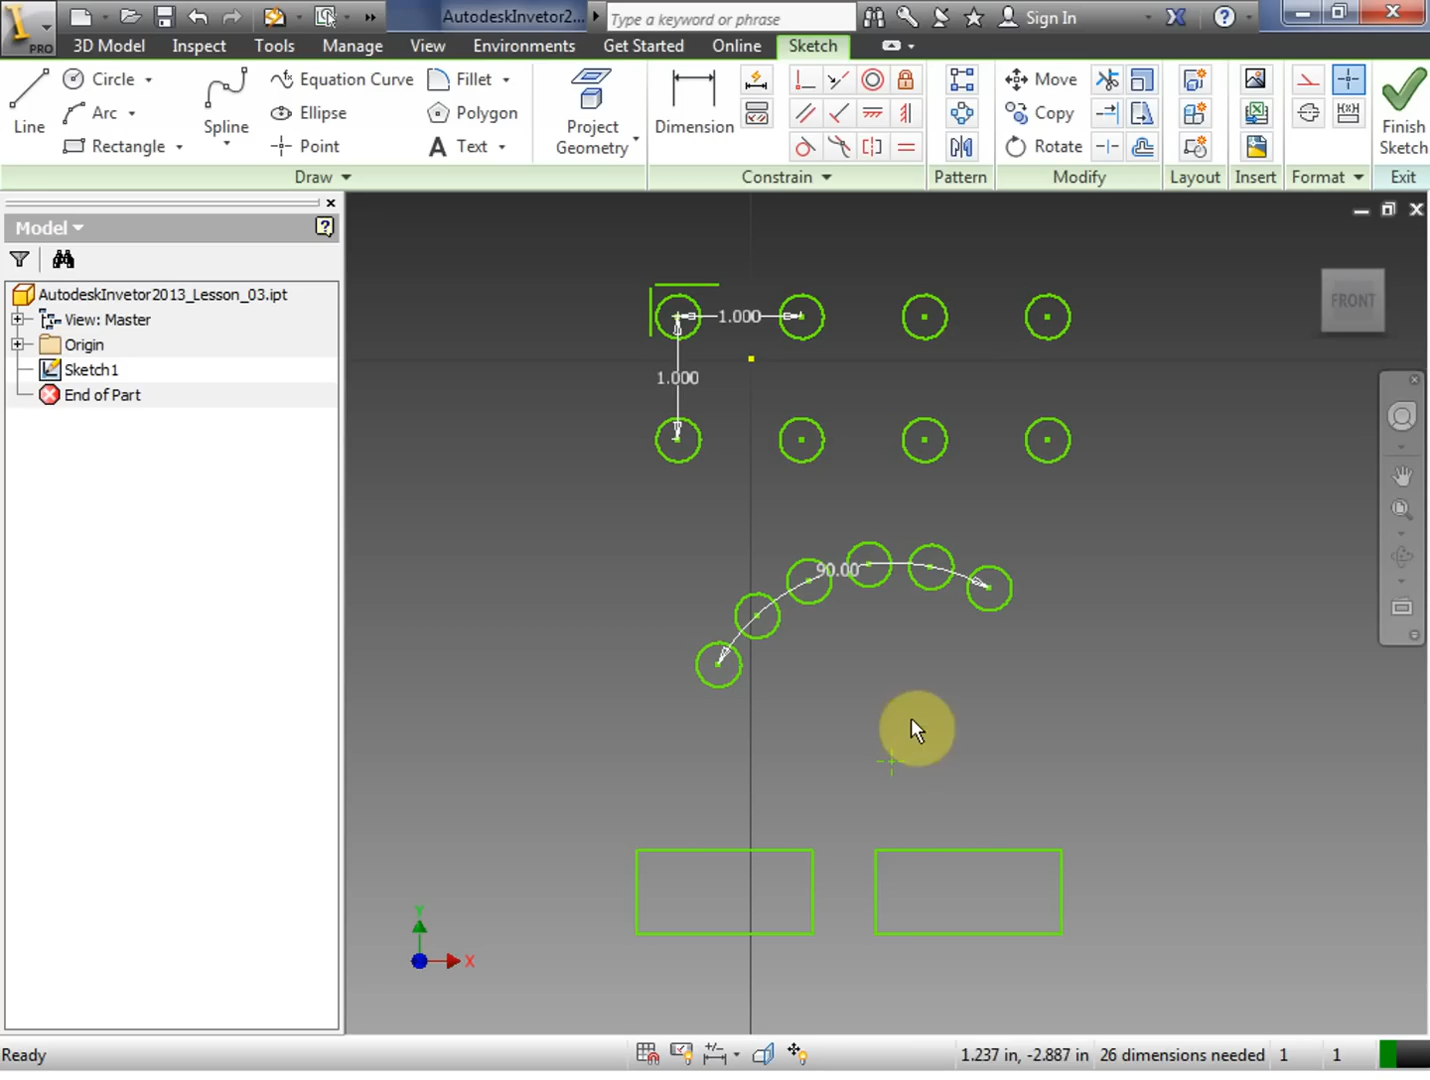 PRO
AutodeskInvetor2...
Type a keyword or phrase
Sign In
3D Model
Inspect
Tools
Manage
View
Environments
Get Started
Online
Sketch
Line
Circle
Arc
Rectangle
Spline
Equation Curve
Ellipse
Point
Fillet
Polygon
A Text
Project
Geometry
Dimension
Move
Copy
Rotate
Finish
Sketch
Draw
Constrain
Pattern
Modify
Layout
Insert
Format
Exit
Model
AutodeskInvetor2013_Lesson_03.ipt
View: Master
Origin
Sketch1
End of Part
FRONT
1.000
1.000
90.00
Y
X
Ready
1.237 in, -2.887 in
26 dimensions needed
1
1